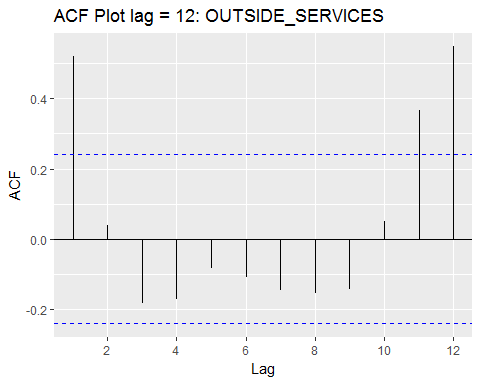 ACF Plot lag = 12: OUTSIDE_SERVICES
ACF
0.4
0.2
0.0
-0.2
2 4 6 8 10 12
Lag